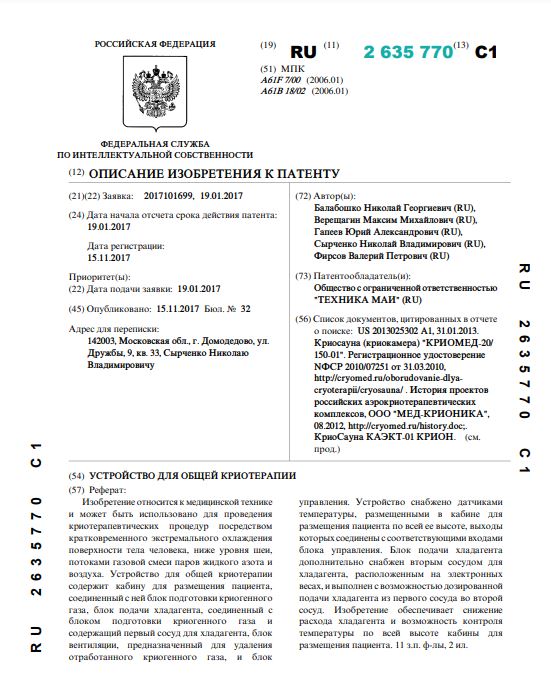 РОССИЙСКАЯ ФЕДЕРАЦИЯ
(19) RU (11) 2 635 770 (13) C1
(51) МПК
A61F 7/00 (2006.01)
A61B 18/02 (2006.01)
ФЕДЕРАЛЬНАЯ СЛУЖБА
ПО ИНТЕЛЛЕКТУАЛЬНОЙ СОБСТВЕННОСТИ
(12) ОПИСАНИЕ ИЗОБРЕТЕНИЯ К ПАТЕНТУ
(21)(22) Заявка: 2017101699, 19.01.2017
(24) Дата начала отсчета срока действия патента:
19.01.2017
Дата регистрации:
15.11.2017
Приоритет(ы):
(22) Дата подачи заявки: 19.01.2017
(45) Опубликовано: 15.11.2017 Бюл. № 32
Адрес для переписки:
142003, Московская обл., г. Домодедово, ул.
Дружбы, 9, кв. 33, Сырченко Николаю
Владимировичу
(72) Автор(ы):
Балабошко Николай Георгиевич (RU),
Верещагин Максим Михайлович (RU),
Гапеев Юрий Александрович (RU),
Сырченко Николай Владимирович (RU),
Фирсов Валерий Петрович (RU)
(73) Патентообладатель(и):
Общество с ограниченной ответственностью
"ТЕХНИКА МАИ" (RU)
(56) Список документов, цитированных в отчете
о поиске: US 2013025302 A1, 31.01.2013.
Криосауна (криокамера) "КРИОМЕД-20/
150-01". Регистрационное удостоверение
NФСР 2010/07251 от 31.03.2010,
http://cryomed.ru/oborudovanie-dlya-
cryoterapii/cryosauna/ . История проектов
российских аэрокриотерапевтических
комплексов, ООО "МЕД-КРИОНИКА",
08.2012, http://cryomed.ru/history.doc;.
КриоСауна КАЭКТ-01 КРИОН. (см.
прод.)
(54) УСТРОЙСТВО ДЛЯ ОБЩЕЙ КРИОТЕРАПИИ
(57) Реферат:
Изобретение относится к медицинской технике
и может быть использовано для проведения
криотерапевтических процедур посредством
кратковременного экстремального охлаждения
поверхности тела человека, ниже уровня шеи,
потоками газовой смеси паров жидкого азота и
воздуха. Устройство для общей криотерапии
содержит кабину для размещения пациента,
соединенный с ней блок подготовки криогенного
газа, блок подачи хладагента, соединенный с
блоком подготовки криогенного газа и
содержащий первый сосуд для хладагента, блок
вентиляции, предназначенный для удаления
отработанного криогенного газа, и блок
управления. Устройство снабжено датчиками
температуры, размещенными в кабине для
размещения пациента по всей ее высоте, выходы
которых соединены с соответствующими входами
блока управления. Блок подачи хладагента
дополнительно снабжен вторым сосудом для
хладагента, расположенным на электронных
весах, и выполнен с возможностью дозированной
подачи хладагента из первого сосуда во второй
сосуд. Изобретение обеспечивает снижение
расхода хладагента и возможность контроля
температуры по всей высоте кабины для
размещения пациента. 11 з.п. ф-лы, 2 ил.
RU 2635770 C1
RU 2635770 C1